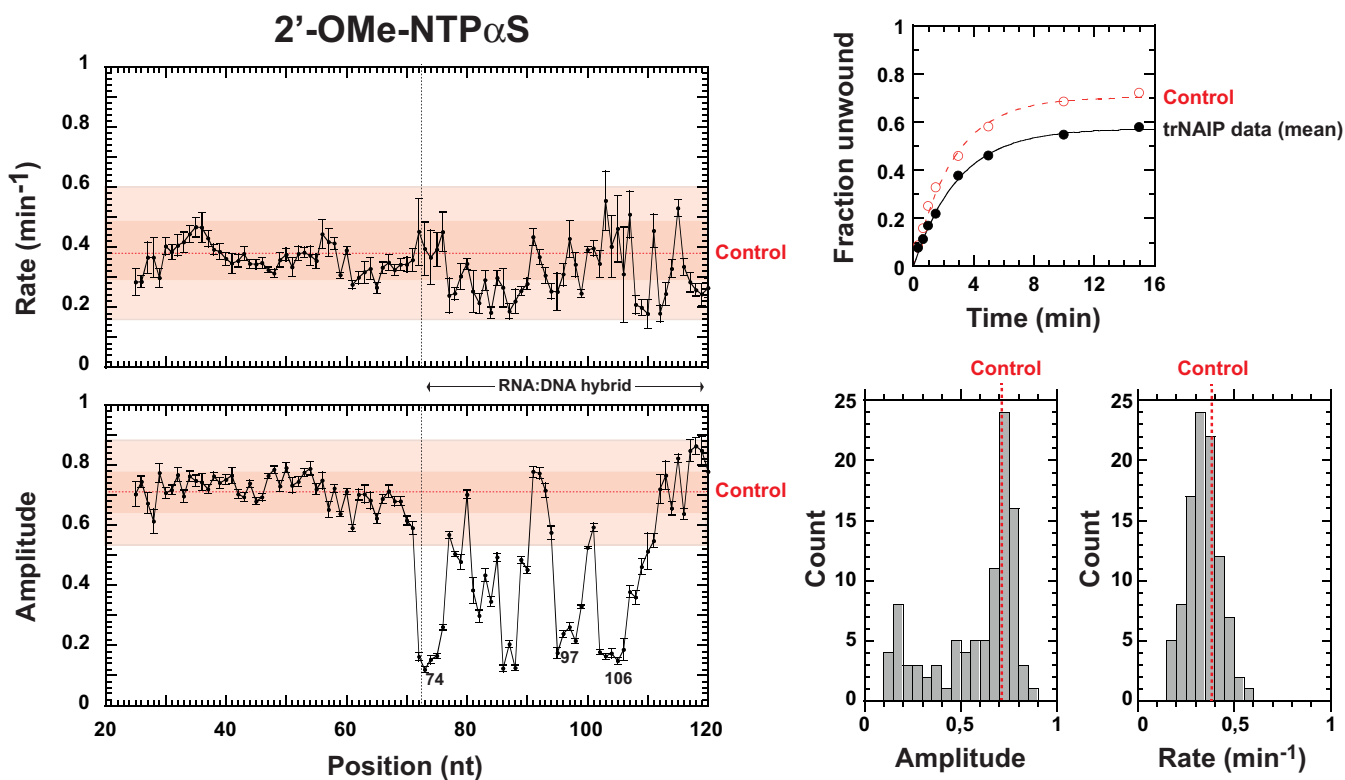 2'-OMe-NTPαS
1
0.8
0.6
0.4
0.2
0
Rate (min-1)
Control
RNA:DNA hybrid
1
0.8
0.6
0.4
0.2
0
Amplitude
Control
74
97
106
20
40
60
80
100
120
Position (nt)
1
0.8
0.6
0.4
0.2
0
Fraction unwound
Control
trNAIP data (mean)
0
4
8
12
16
Time (min)
Control
25
20
15
10
5
0
Count
0
0,5
1
Amplitude
Control
25
20
15
10
5
0
Count
0
0,5
1
Rate (min-1)